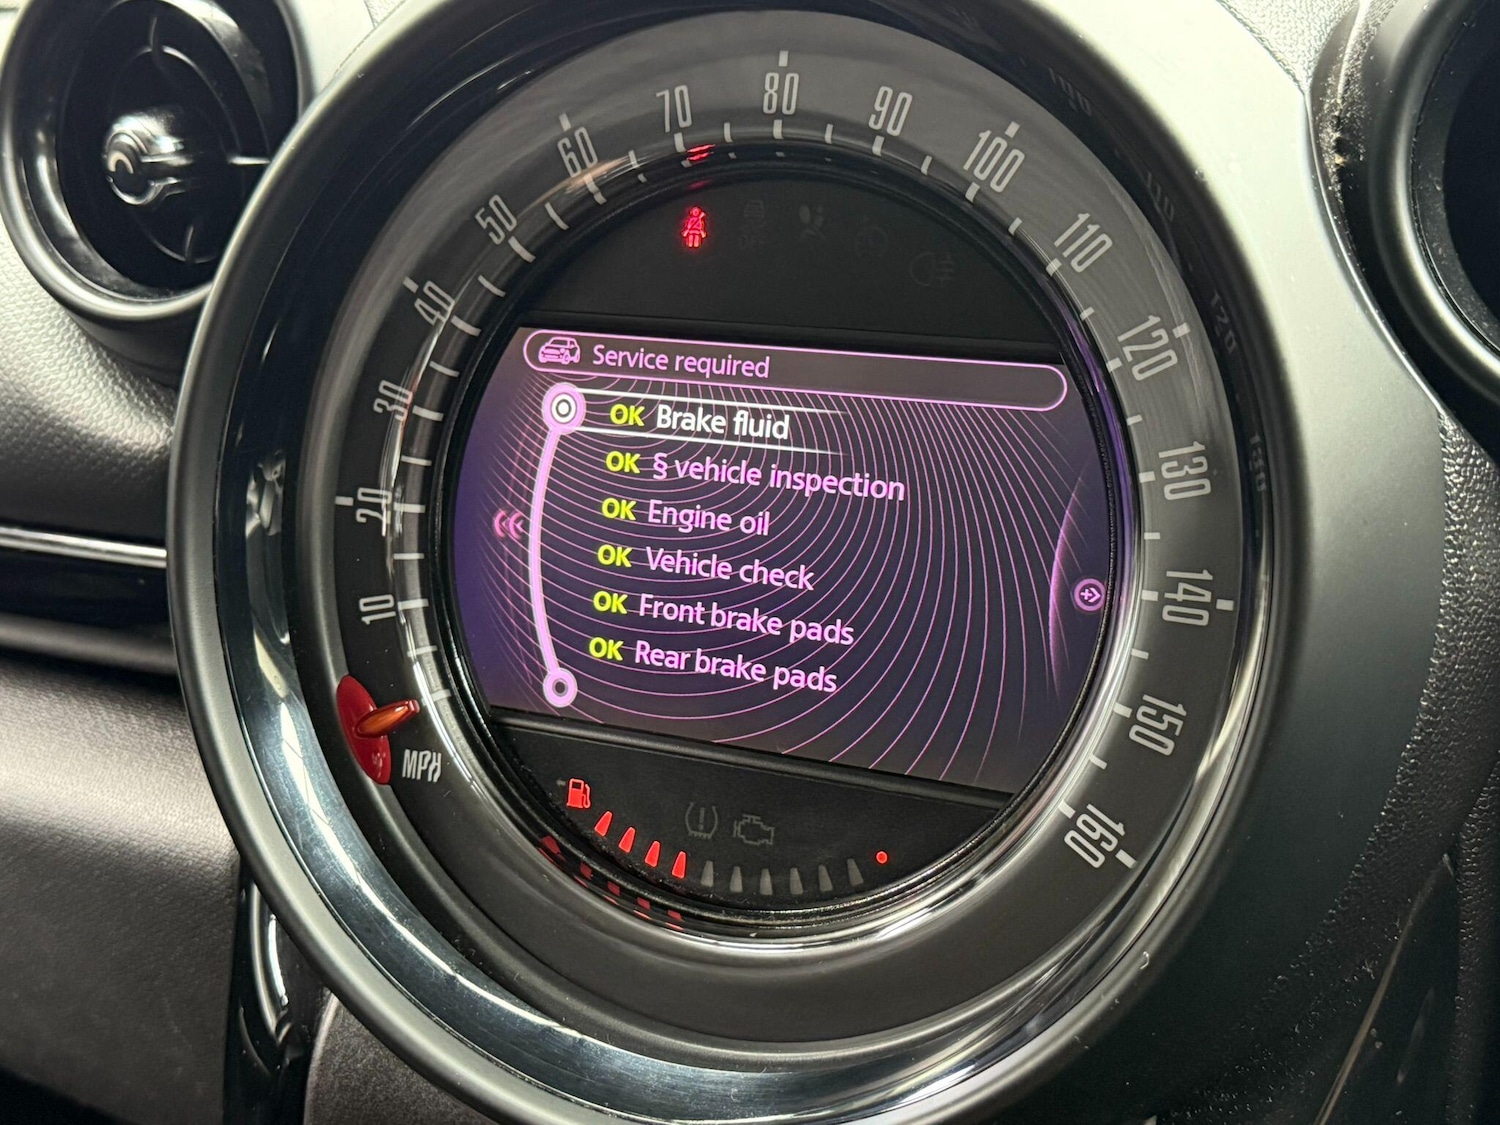 10
20
30
40
50
60
70
80
90
100
110
120
130
140
150
160
MPH
Service required
OK Brake fluid
OK § vehicle inspection
OK Engine oil
OK Vehicle check
OK Front brake pads
OK Rear brake pads